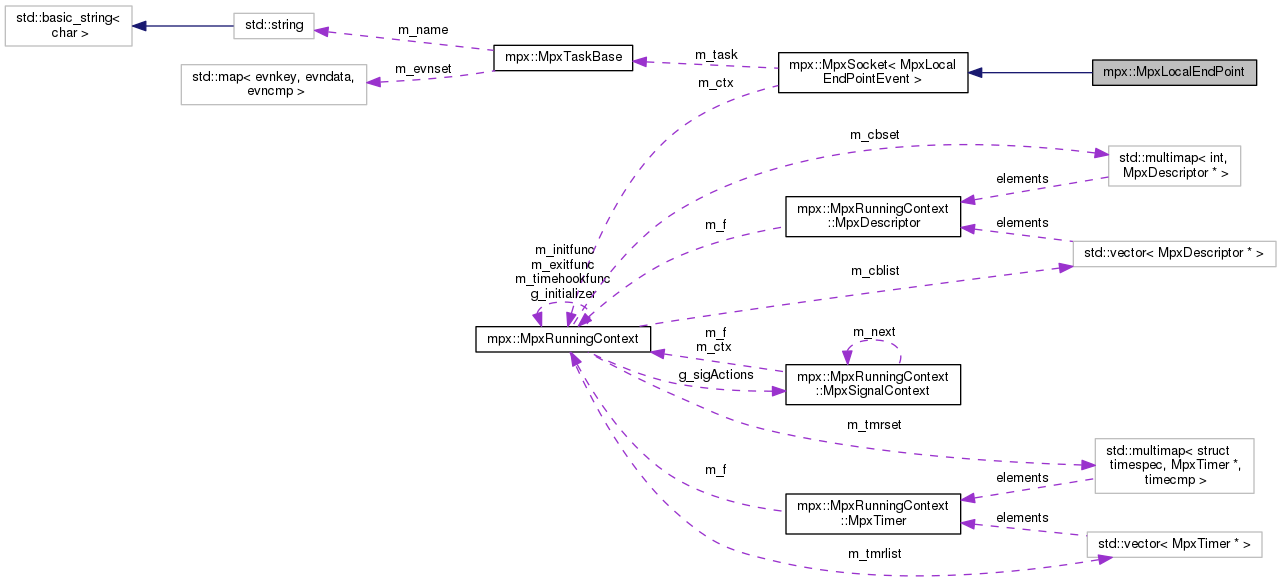 std::basic_string<
char >
std::string
m_name
mpx::MpxTaskBase
m_evnset
std::map< evnkey, evndata,
evncmp >
m_task
mpx::MpxSocket< MpxLocal
EndPointEvent >
mpx::MpxLocalEndPoint
m_ctx
m_cbset
std::multimap< int,
MpxDescriptor * >
elements
mpx::MpxRunningContext
::MpxDescriptor
elements
m_f
std::vector< MpxDescriptor * >
m_initfunc
m_exitfunc
m_timehookfunc
g_initializer
m_cblist
mpx::MpxRunningContext
m_f
m_ctx
m_next
g_sigActions
mpx::MpxRunningContext
::MpxSignalContext
m_tmrset
std::multimap< struct
timespec, MpxTimer *,
timecmp >
elements
m_f
mpx::MpxRunningContext
::MpxTimer
elements
std::vector< MpxTimer * >
m_tmrlist